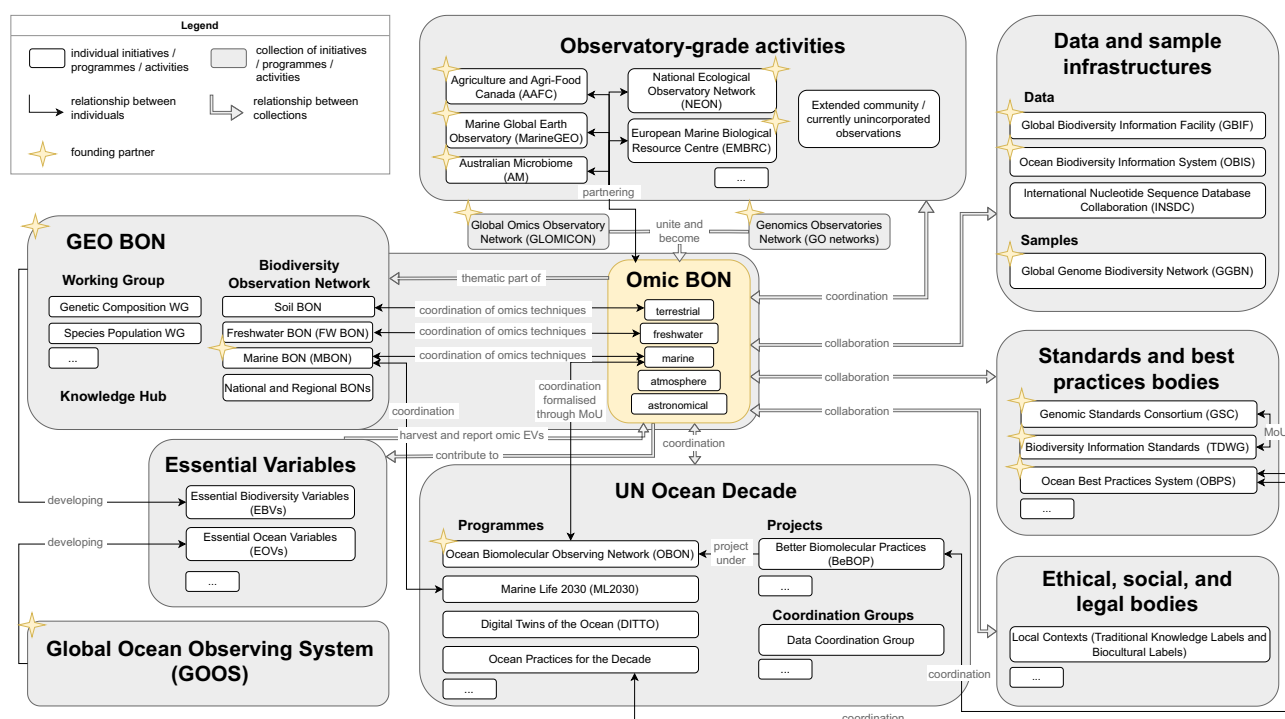 Legend
individual initiatives /
programmes / activities
collection of initiatives
/ programmes /
activities
relationship between
individuals
relationship between
collections
founding partner
Observatory-grade activities
Agriculture and Agri-Food
Canada (AAFC)
Marine Global Earth
Observatory (MarineGEO)
Australian Microbiome
(AM)
National Ecological
Observatory Network
(NEON)
European Marine Biological
Resource Centre (EMBRC)
...
Extended community /
currently unincorporated
observations
partnering
Global Omics Observatory
Network (GLOMICON)
unite and
become
Genomics Observatories
Network (GO networks)
Data and sample
infrastructures
Data
Global Biodiversity Information Facility (GBIF)
Ocean Biodiversity Information System (OBIS)
International Nucleotide Sequence Database
Collaboration (INSDC)
Samples
Global Genome Biodiversity Network (GGBN)
GEO BON
Working Group
Genetic Composition WG
Species Population WG
...
Knowledge Hub
Biodiversity
Observation Network
Soil BON
Freshwater BON (FW BON)
Marine BON (MBON)
National and Regional BONs
thematic part of
coordination of omics techniques
coordination of omics techniques
coordination of omics techniques
Omic BON
terrestrial
freshwater
marine
atmosphere
astronomical
coordination
collaboration
collaboration
collaboration
coordination
formalised
through MoU
coordination
harvest and report omic EVs
contribute to
coordination
Standards and best
practices bodies
Genomic Standards Consortium (GSC)
MoU
Biodiversity Information Standards (TDWG)
Ocean Best Practices System (OBPS)
...
Essential Variables
developing
Essential Biodiversity Variables
(EBVs)
developing
Essential Ocean Variables
(EOVs)
...
Global Ocean Observing System
(GOOS)
UN Ocean Decade
Programmes
Ocean Biomolecular Observing Network (OBON)
Marine Life 2030 (ML2030)
Digital Twins of the Ocean (DITTO)
Ocean Practices for the Decade
...
project
under
Projects
Better Biomolecular Practices
(BeBOP)
...
Coordination Groups
Data Coordination Group
...
Ethical, social, and
legal bodies
Local Contexts (Traditional Knowledge Labels and
Biocultural Labels)
...
coordination
coordination